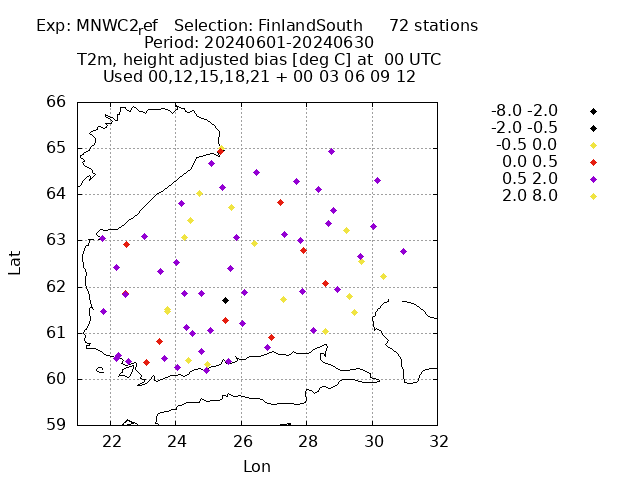 Exp: MNWC2ref Selection: FinlandSouth 72 stations
Period: 20240601-20240630
T2m, height adjusted bias [deg C] at 00 UTC
Used 00,12,15,18,21 + 00 03 06 09 12
-8.0 -2.0
-2.0 -0.5
-0.5 0.0
0.0 0.5
0.5 2.0
2.0 8.0
66
65
64
63
62
61
60
59
Lat
22 24 26 28 30 32
Lon